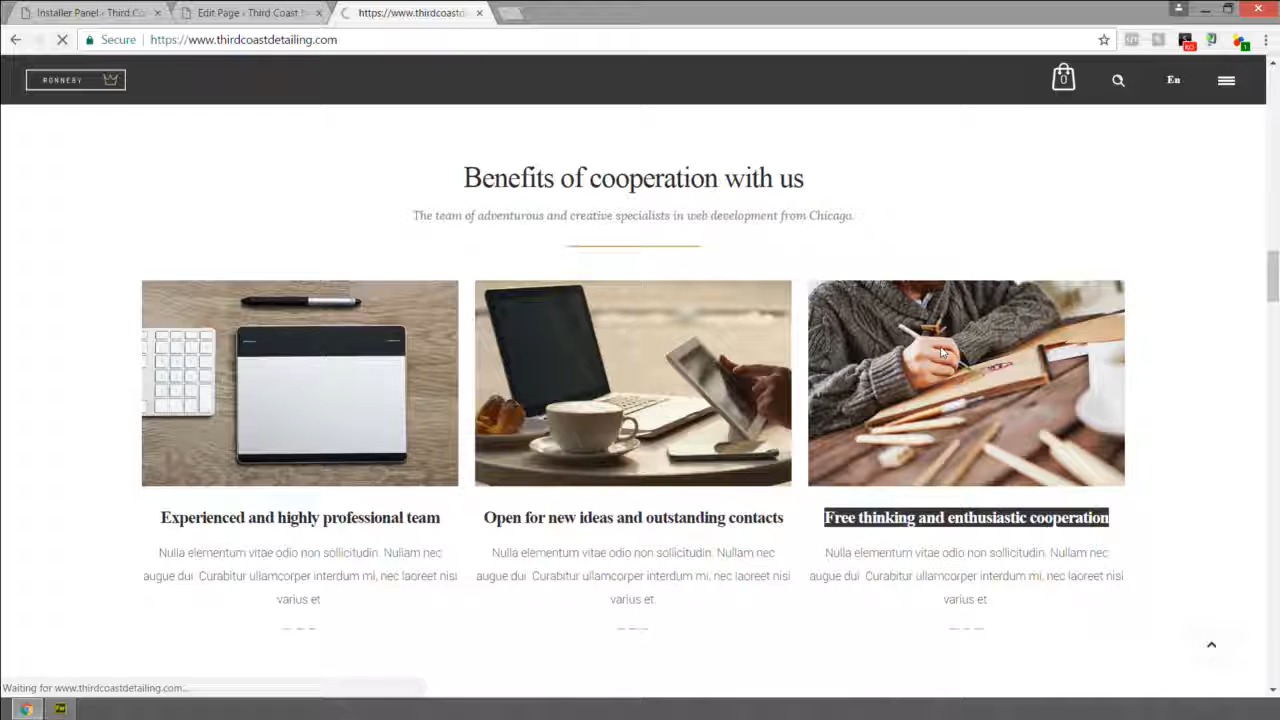 Installer Panel - Third C
Edit Page ‹ Third Coast
https://www.thirdcoastd
Secure
https://www.thirdcoastdetailing.com
RONNEBY
0
En
Benefits of cooperation with us
The team of adventurous and creative specialists in web development from Chicago.
Experienced and highly professional team
Open for new ideas and outstanding contacts
Free thinking and enthusiastic cooperation
Nulla elementum vitae odio non sollicitudin. Nullam nec
augue dui. Curabitur ullamcorper interdum mi, nec laoreet nisi
varius et
Nulla elementum vitae odio non sollicitudin. Nullam nec
augue dui. Curabitur ullamcorper interdum mi, nec laoreet nisi
varius et.
Nulla elementum vitae odio non sollicitudin. Nullam nec
augue dui. Curabitur ullamcorper interdum mi, nec laoreet nisi
varius et.
Waiting for www.thirdcoastdetailing.com...